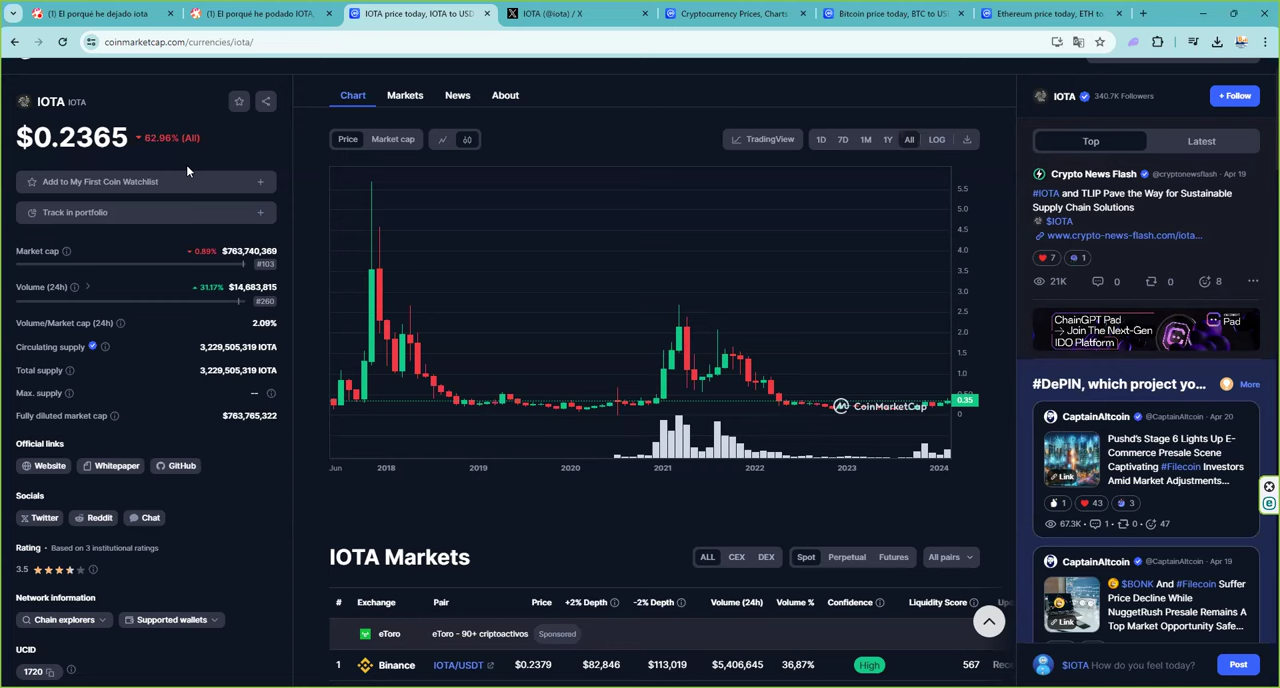 (1) El porqué he dejado iota
(1) El porqué he podado IOTA,
IOTA price today, IOTA to USD
IOTA (@iota) / X
Cryptocurrency Prices, Charts
Bitcoin price today, BTC to US
Ethereum price today, ETH to
coinmarketcap.com/currencies/iota/
IOTA IOTA
$0.2365 62.96% (All)
Add to My First Coin Watchlist
Track in portfolio
Market cap 0.89% $763,740,369
#103
Volume (24h) 31.17% $14,683,815
#260
Volume/Market cap (24h) 2.09%
Circulating supply 3,229,505,319 IOTA
Total supply 3,229,505,319 IOTA
Max. supply --
Fully diluted market cap $763,765,322
Official links
Website Whitepaper GitHub
Socials
Twitter Reddit Chat
Rating · Based on 3 institutional ratings
3.5
Network information
Chain explorers Supported wallets
UCID
1720
Chart Markets News About
Price Market cap TradingView 1D 7D 1M 1Y All LOG
5.5
5.0
4.5
4.0
3.5
3.0
2.5
2.0
1.5
1.0
0.50
0.35
0
CoinMarketCap
Jun 2018 2019 2020 2021 2022 2023 2024
IOTA Markets
ALL CEX DEX Spot Perpetual Futures All pairs
# Exchange Pair Price +2% Depth -2% Depth Volume (24h) Volume % Confidence Liquidity Score
eToro eToro - 90+ criptoactivos Sponsored
1 Binance IOTA/USDT $0.2379 $82,846 $113,019 $5,406,645 36,87% High 567 Rece
IOTA 340.7K Followers + Follow
Top Latest
Crypto News Flash @cryptonewsflash · Apr 19
#IOTA and TLIP Pave the Way for Sustainable
Supply Chain Solutions
$IOTA
www.crypto-news-flash.com/iota...
7 1
21K 0 0 8
ChainGPT Pad
→ Join The Next-Gen
IDO Platform
Pad
#DePIN, which project yo... More
CaptainAltcoin @CaptainAltcoin · Apr 20
Pushd's Stage 6 Lights Up E-
Commerce Presale Scene
Captivating #Filecoin Investors
Amid Market Adjustments...
Link
1 43 3
67.3K · 1 · 0 · 47
CaptainAltcoin @CaptainAltcoin · Apr 19
$BONK And #Filecoin Suffer
Price Decline While
NuggetRush Presale Remains A
Top Market Opportunity Safe...
Link
$IOTA How do you feel today? Post